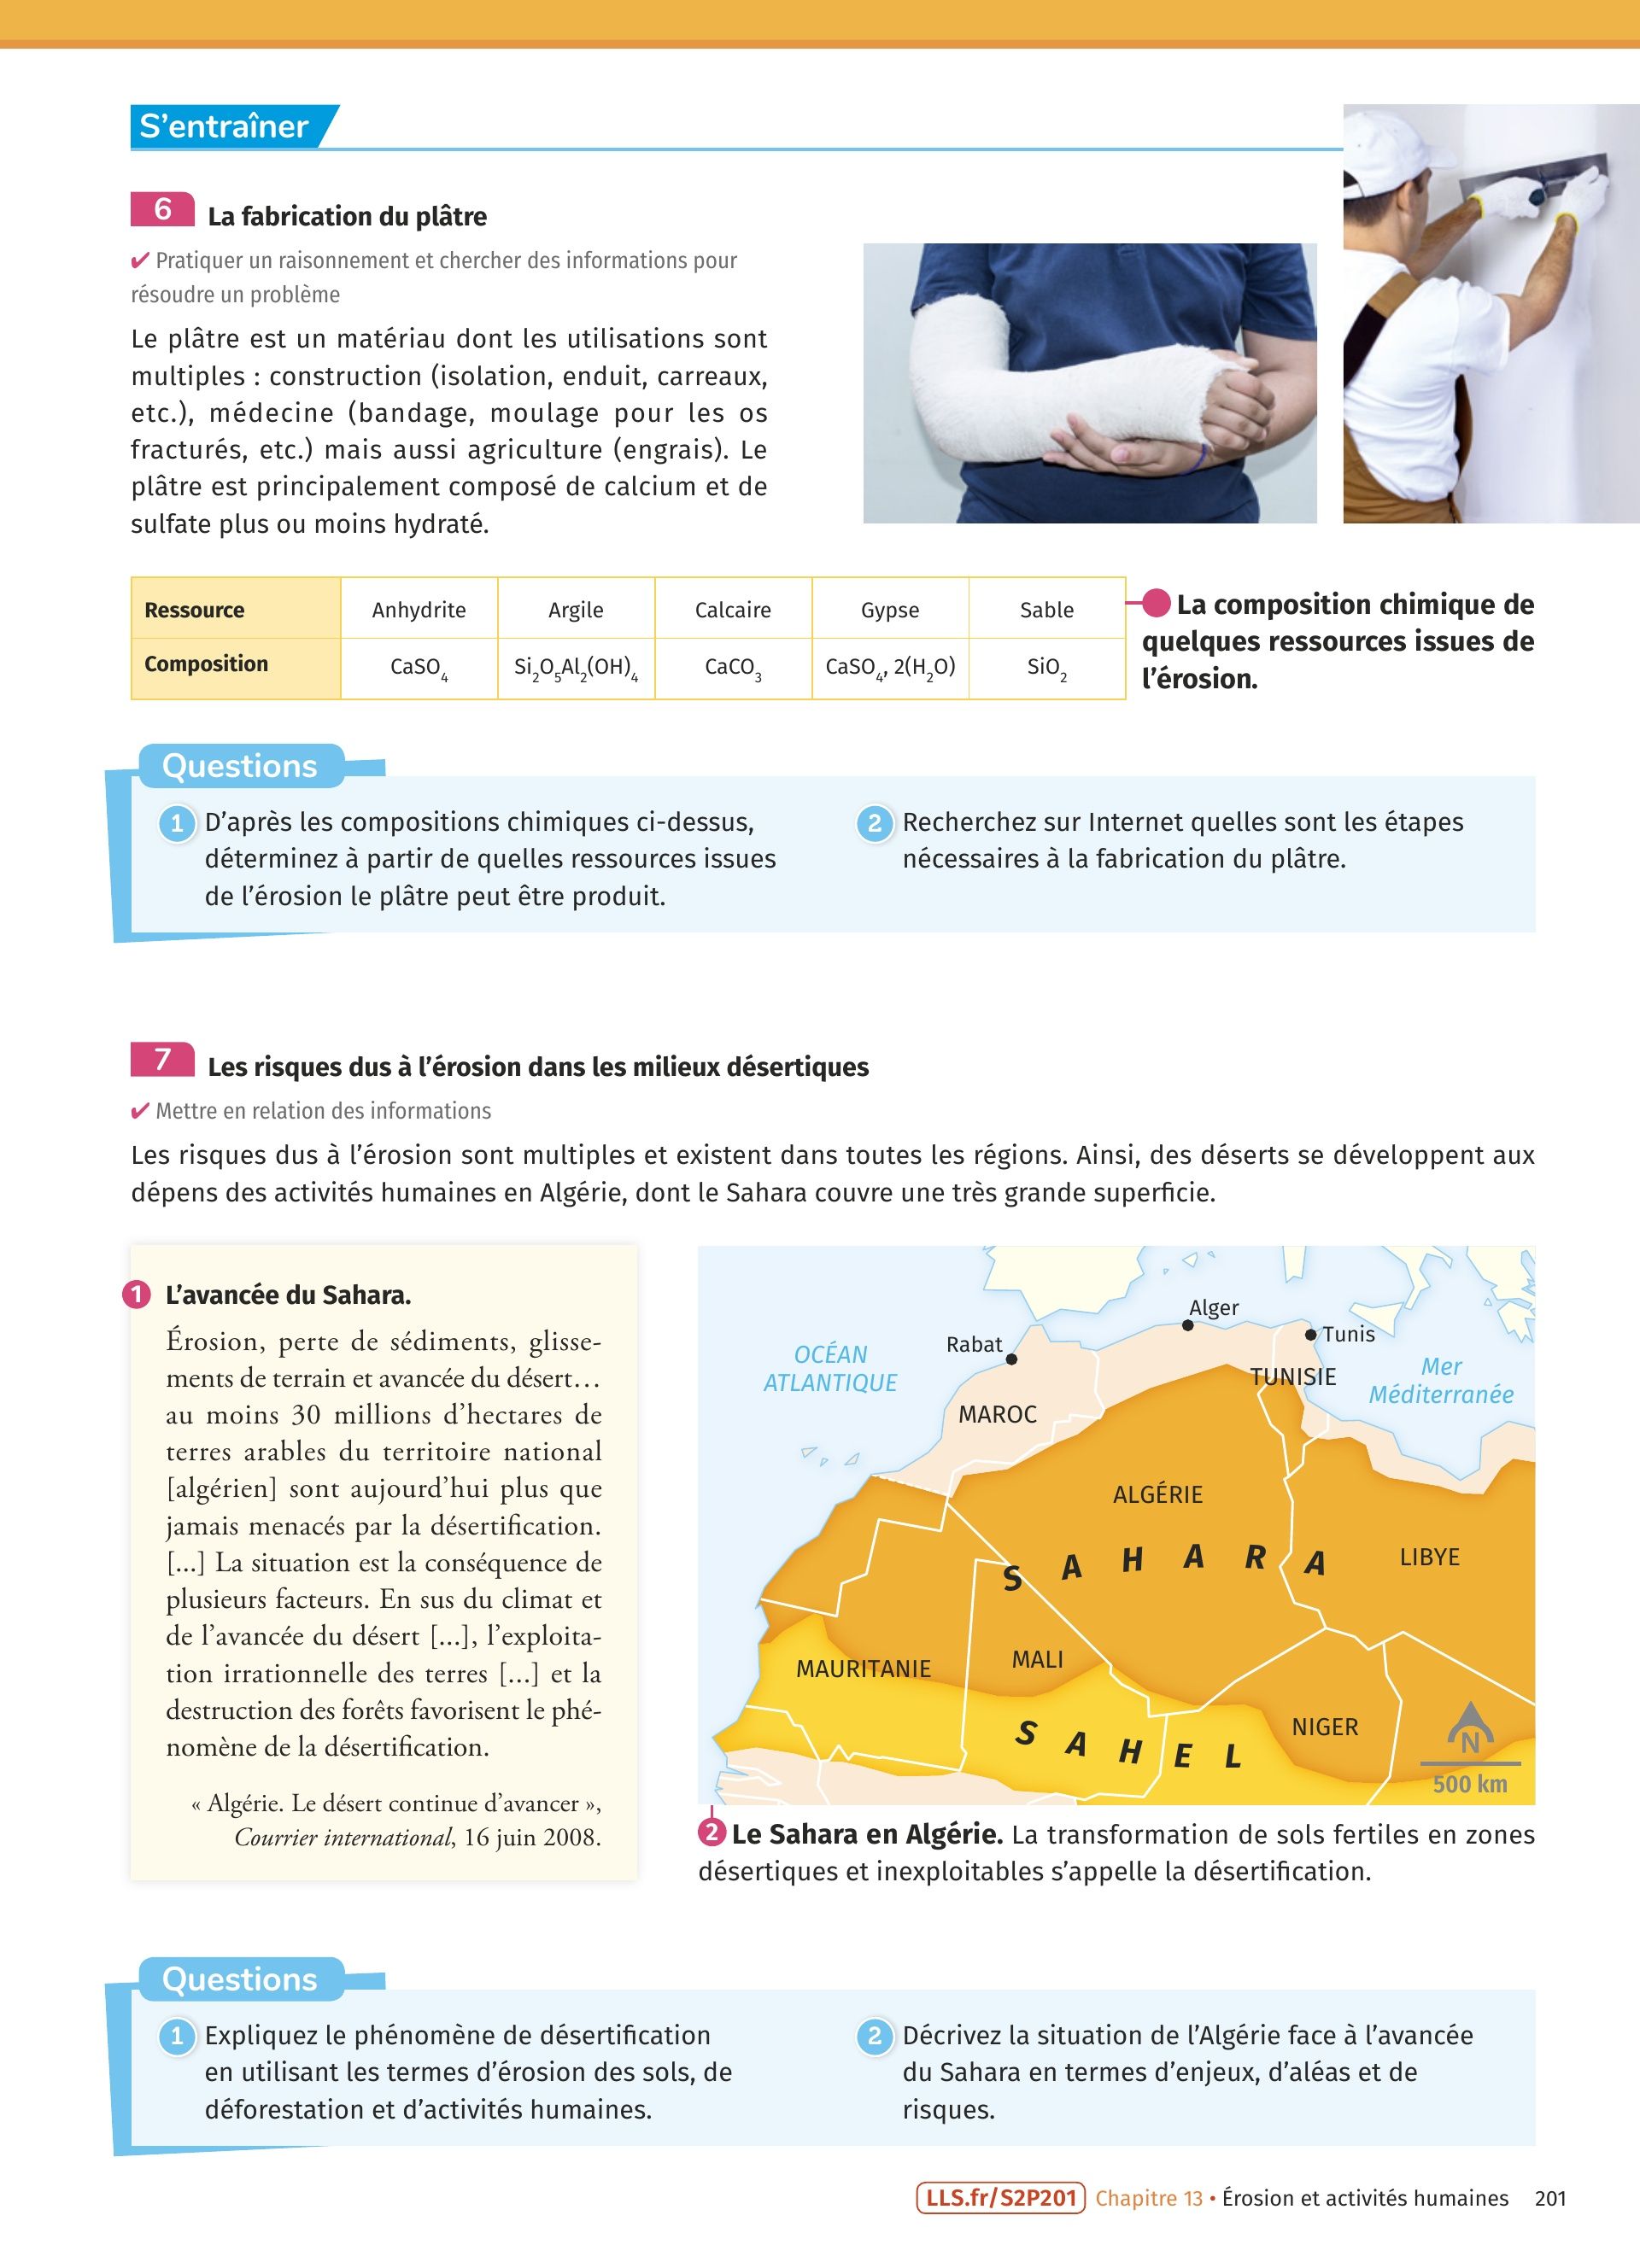 S'entraîner
6 La fabrication du plâtre
✔ Pratiquer un raisonnement et chercher des informations pour
résoudre un problème
Le plâtre est un matériau dont les utilisations sont
multiples : construction (isolation, enduit, carreaux,
etc.), médecine (bandage, moulage pour les os
fracturés, etc.) mais aussi agriculture (engrais). Le
plâtre est principalement composé de calcium et de
sulfate plus ou moins hydraté.
Ressource Anhydrite Argile Calcaire Gypse Sable
Composition CaSO₄ Si₂O₅Al₂(OH)₄ CaCO₃ CaSO₄, 2(H₂O) SiO₂
La composition chimique de
quelques ressources issues de
l'érosion.
Questions
1 D'après les compositions chimiques ci-dessus,
déterminez à partir de quelles ressources issues
de l'érosion le plâtre peut être produit.
2 Recherchez sur Internet quelles sont les étapes
nécessaires à la fabrication du plâtre.
7 Les risques dus à l'érosion dans les milieux désertiques
✔ Mettre en relation des informations
Les risques dus à l'érosion sont multiples et existent dans toutes les régions. Ainsi, des déserts se développent aux
dépens des activités humaines en Algérie, dont le Sahara couvre une très grande superficie.
1 L'avancée du Sahara.
Érosion, perte de sédiments, glisse-
ments de terrain et avancée du désert…
au moins 30 millions d'hectares de
terres arables du territoire national
[algérien] sont aujourd'hui plus que
jamais menacés par la désertification.
[...] La situation est la conséquence de
plusieurs facteurs. En sus du climat et
de l'avancée du désert [...], l'exploita-
tion irrationnelle des terres [...] et la
destruction des forêts favorisent le phé-
nomène de la désertification.
« Algérie. Le désert continue d'avancer »,
Courrier international, 16 juin 2008.
Alger
Rabat
Tunis
OCÉAN
ATLANTIQUE
TUNISIE
Mer
Méditerranée
MAROC
ALGÉRIE
SAHARA
LIBYE
MAURITANIE
MALI
NIGER
SAHEL
N
500 km
2 Le Sahara en Algérie. La transformation de sols fertiles en zones
désertiques et inexploitables s'appelle la désertification.
Questions
1 Expliquez le phénomène de désertification
en utilisant les termes d'érosion des sols, de
déforestation et d'activités humaines.
2 Décrivez la situation de l'Algérie face à l'avancée
du Sahara en termes d'enjeux, d'aléas et de
risques.
LLS.fr/S2P201 Chapitre 13 • Érosion et activités humaines 201